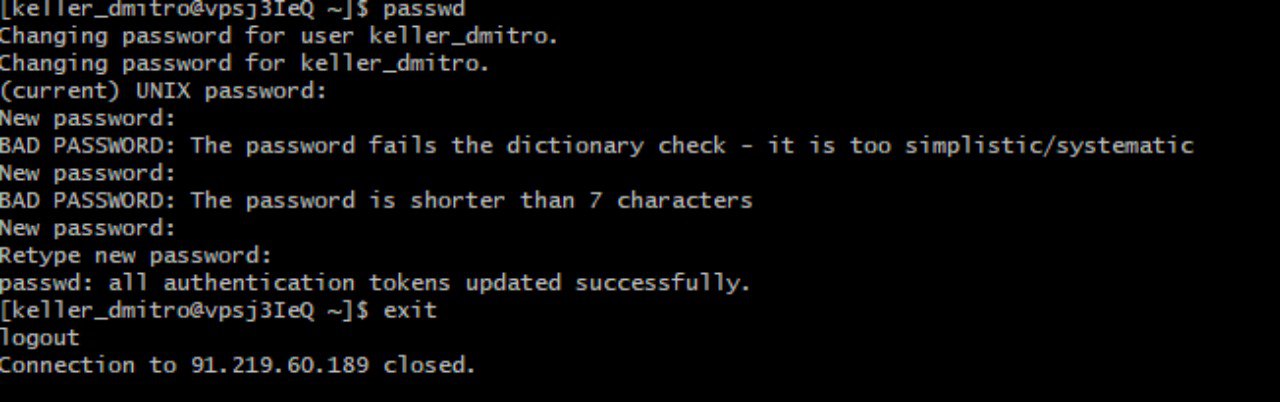 [keller_dmitro@vpsj3IeQ ~]$ passwd
Changing password for user keller_dmitro.
Changing password for keller_dmitro.
(current) UNIX password:
New password:
BAD PASSWORD: The password fails the dictionary check - it is too simplistic/systematic
New password:
BAD PASSWORD: The password is shorter than 7 characters
New password:
Retype new password:
passwd: all authentication tokens updated successfully.
[keller_dmitro@vpsj3IeQ ~]$ exit
logout
Connection to 91.219.60.189 closed.